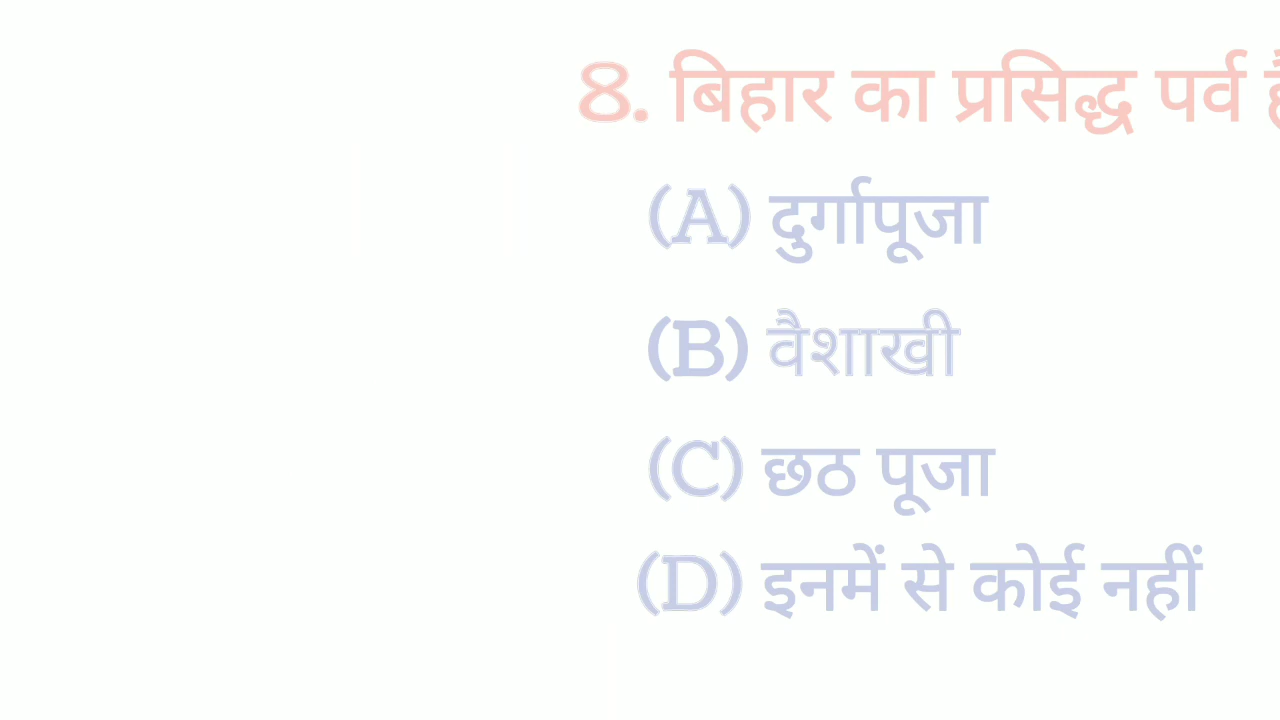 8. बिहार का प्रसिद्ध पर्व
(A) दुर्गापूजा
(B) वैशाखी
(C) छठ पूजा
(D) इनमें से कोई नहीं